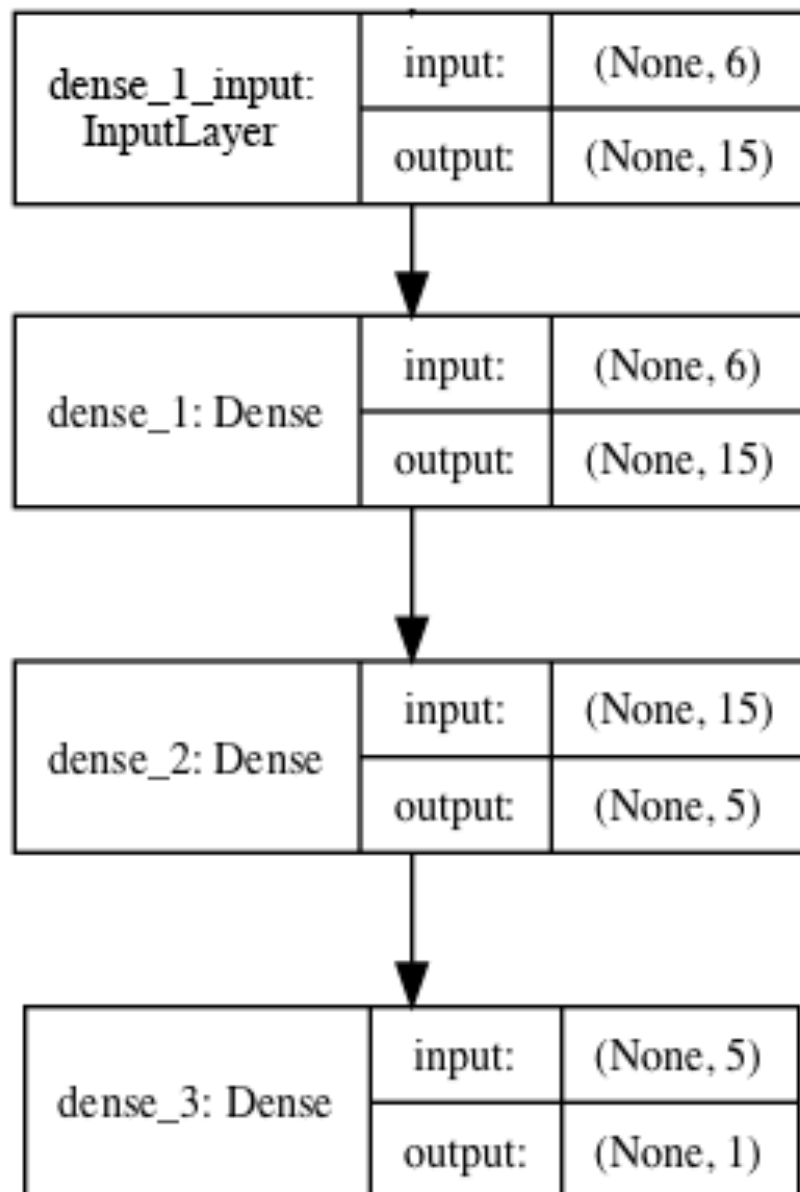 dense_1_input:
InputLayer
input:
(None, 6)
output:
(None, 15)
dense_1: Dense
input:
(None, 6)
output:
(None, 15)
dense_2: Dense
input:
(None, 15)
output:
(None, 5)
dense_3: Dense
input:
(None, 5)
output:
(None, 1)